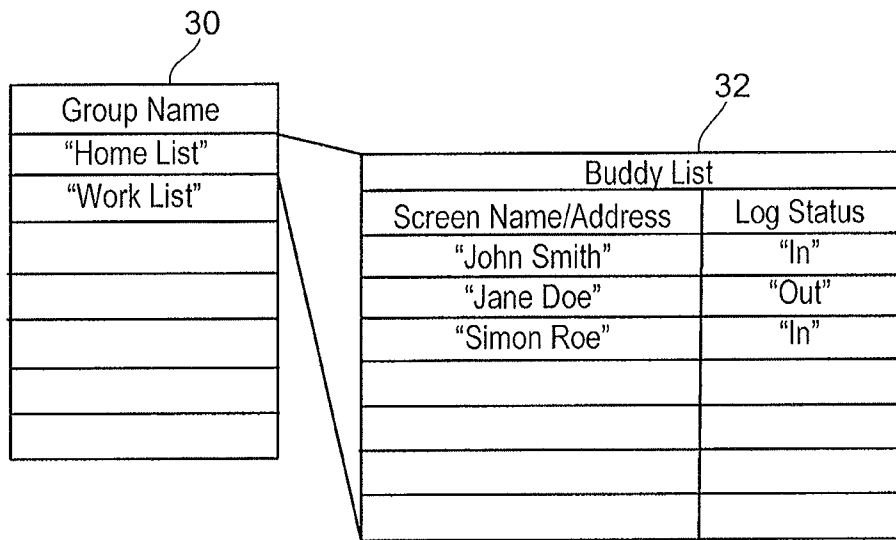 30
Group Name
“Home List”
“Work List”
32
Buddy List
Screen Name/Address Log Status
“John Smith” “In”
“Jane Doe” “Out”
“Simon Roe” “In”